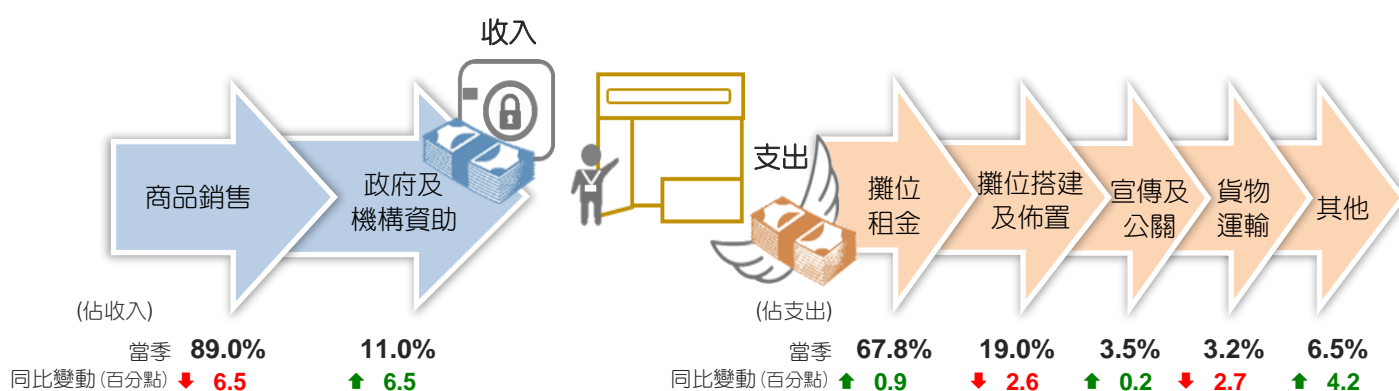 收入
商品銷售
政府及
機構資助
(佔收入)
當季 89.0% 11.0%
同比變動(百分點) ⬇ 6.5 ⬆ 6.5
支出
攤位
租金
攤位搭建
及佈置
宣傳及
公關
貨物
運輸
其他
(佔支出)
當季 67.8% 19.0% 3.5% 3.2% 6.5%
同比變動(百分點) ⬆ 0.9 ⬇ 2.6 ⬆ 0.2 ⬇ 2.7 ⬆ 4.2